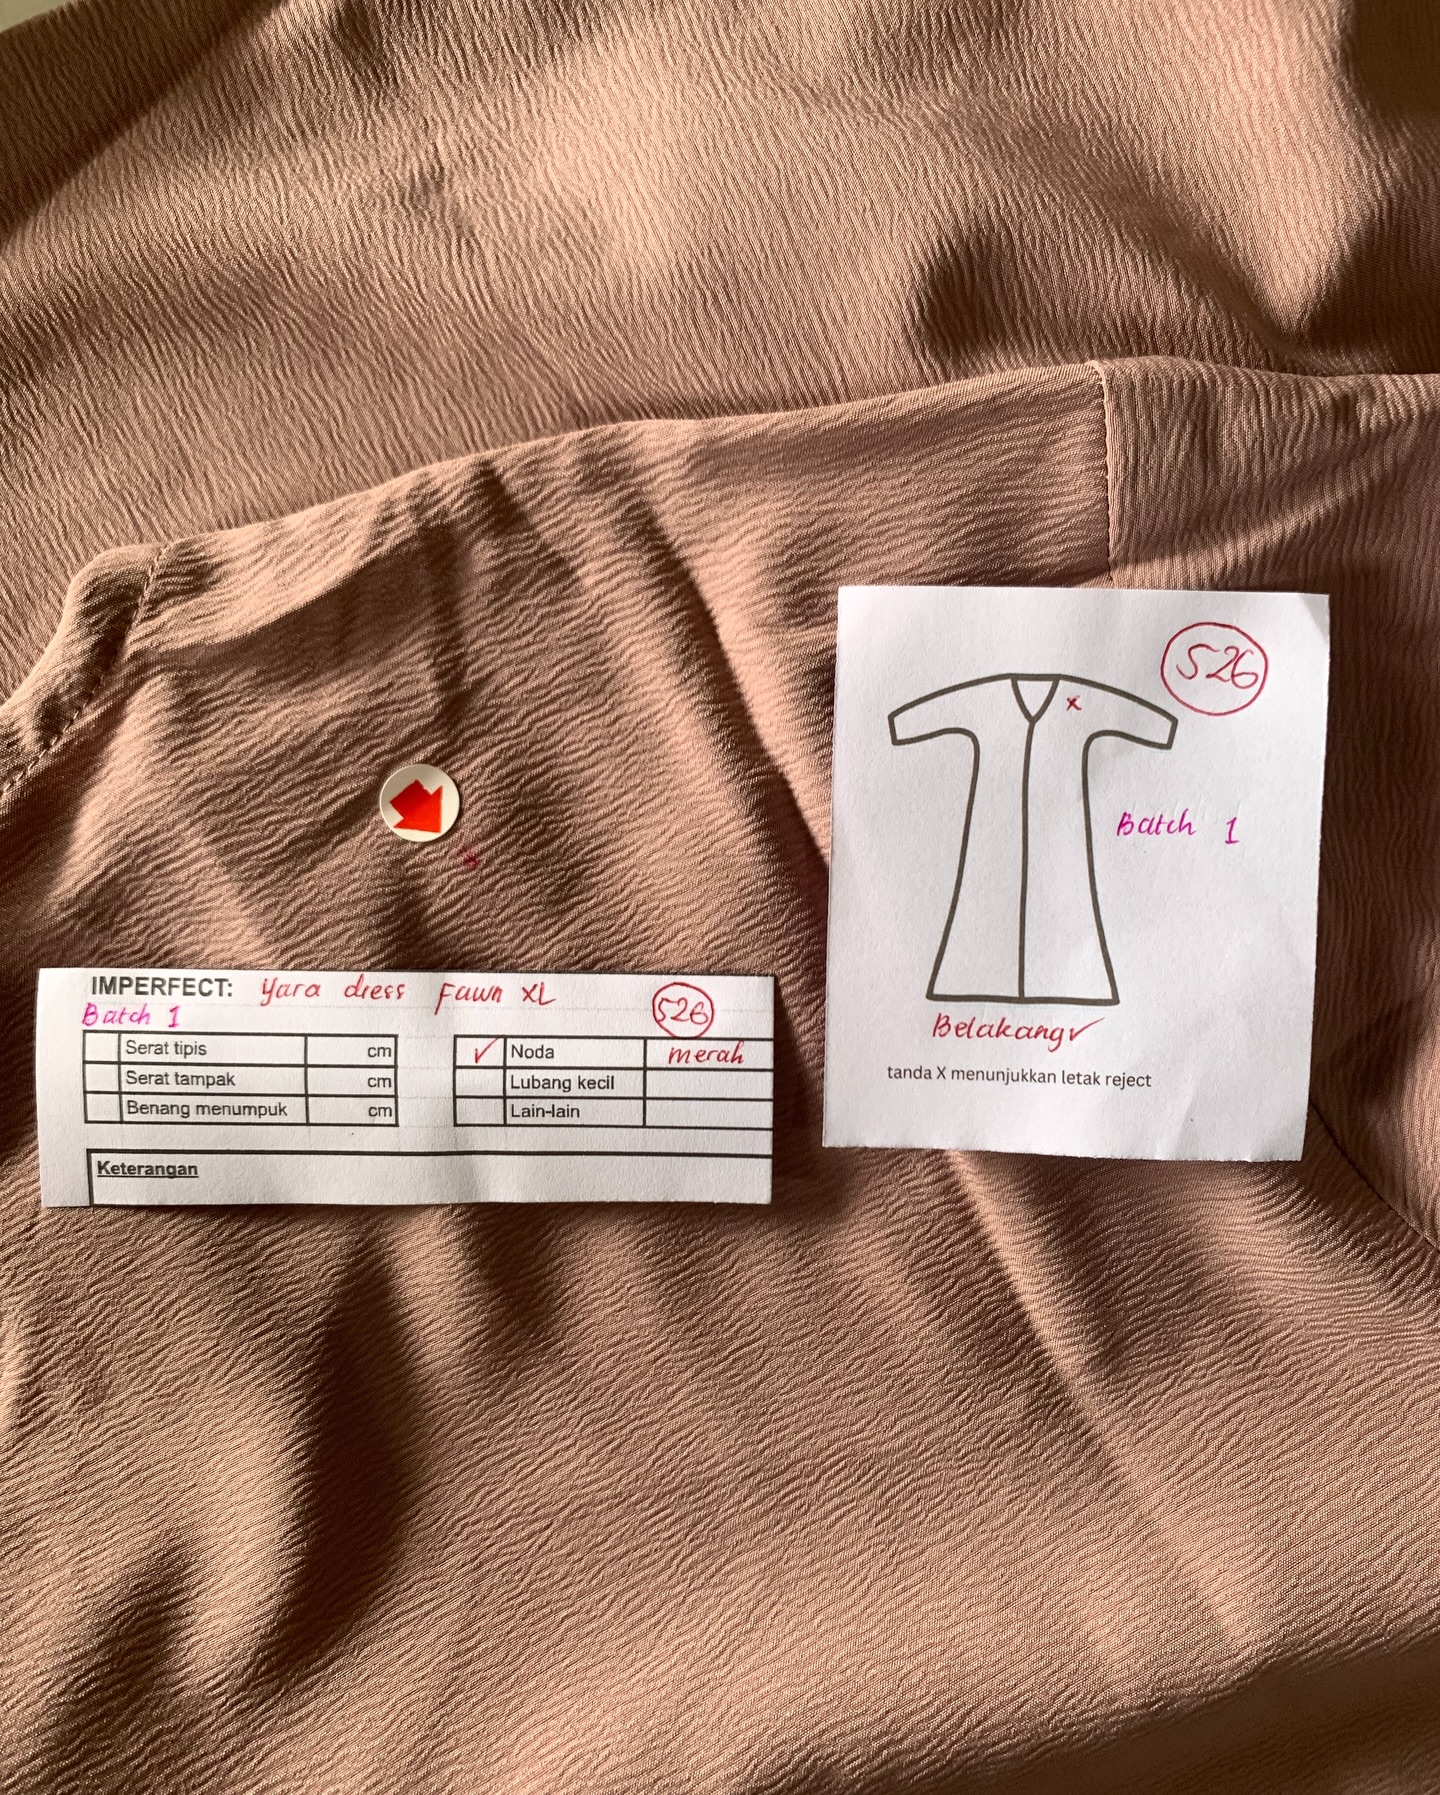 IMPERFECT: Yara dress Fawn XL
526
Batch 1
Serat tipis cm
Serat tampak cm
Benang menumpuk cm
✓ Noda merah
Lubang kecil
Lain-lain
Keterangan
526
x
Batch 1
Belakang ✓
tanda X menunjukkan letak reject